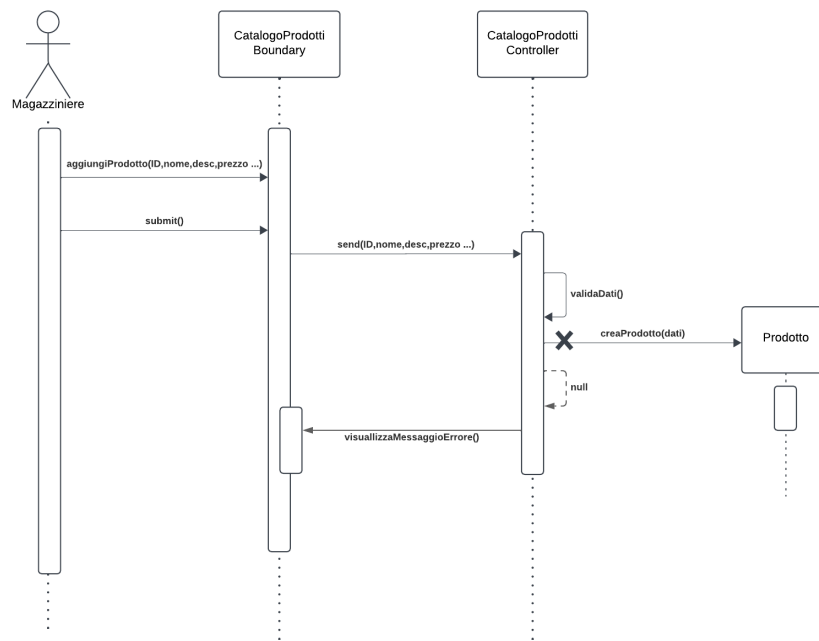 CatalogoProdotti
Boundary
CatalogoProdotti
Controller
Magazziniere
aggiungiProdotto(ID,nome,desc,prezzo ...)
submit()
send(ID,nome,desc,prezzo ...)
validaDati()
creaProdotto(dati)
Prodotto
null
visuallizzaMessaggioErrore()